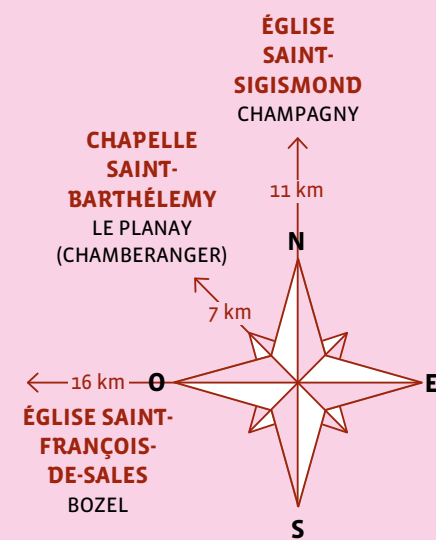 ÉGLISE
SAINT-
SIGISMOND
CHAMPAGNY
11 km
CHAPELLE
SAINT-
BARTHÉLEMY
LE PLANAY
(CHAMBERANGER)
7 km
N
16 km
O
E
ÉGLISE SAINT-
FRANÇOIS-
DE-SALES
BOZEL
S